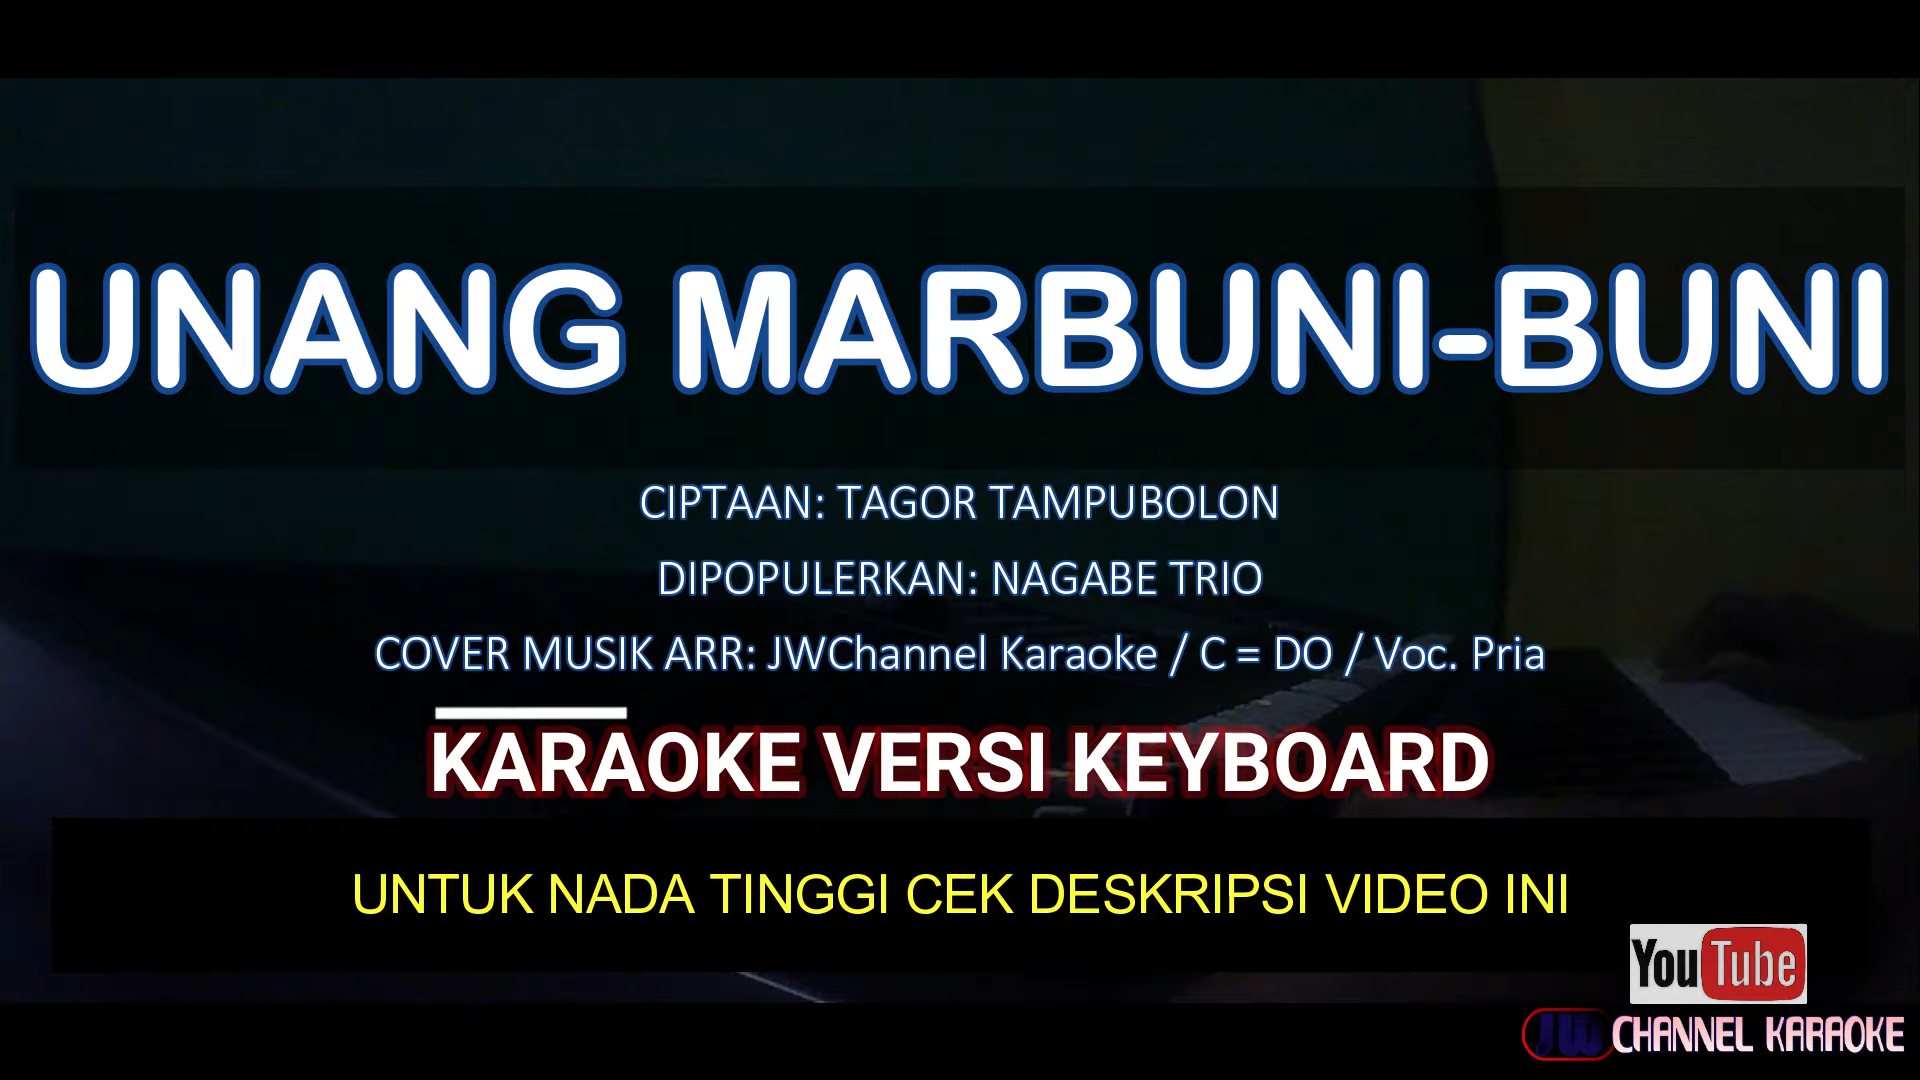 UNANG MARBUNI-BUNI
CIPTAAN: TAGOR TAMPUBOLON
DIPOPULERKAN: NAGABE TRIO
COVER MUSIK ARR: JWChannel Karaoke / C = DO / Voc. Pria
KARAOKE VERSI KEYBOARD
UNTUK NADA TINGGI CEK DESKRIPSI VIDEO INI
YouTube
JW CHANNEL KARAOKE